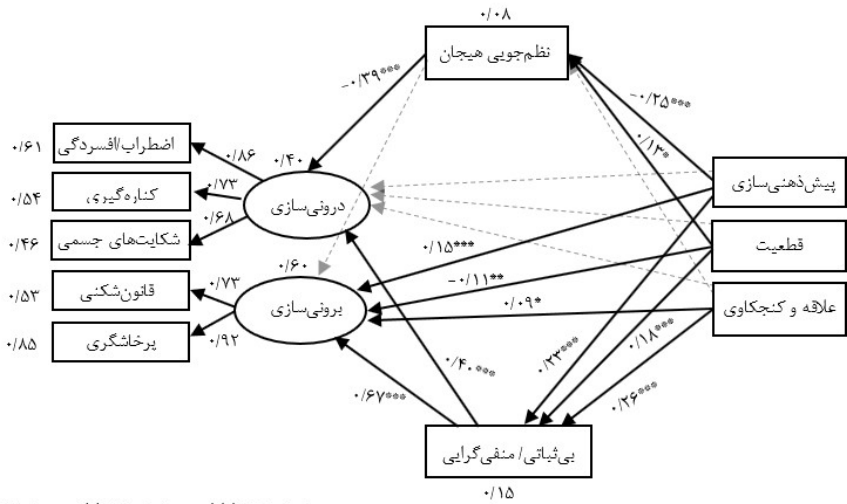 ۰/۰۸
نظم‌جویی هیجان
-۰/۳۹***
-۰/۲۵***
۰/۱۳*
پیش‌ذهنی‌سازی
قطعیت
علاقه و کنجکاوی
درونی‌سازی
۰/۴۰
۰/۸۶
۰/۷۳
۰/۶۸
اضطراب/افسردگی
۰/۶۱
کناره‌گیری
۰/۵۴
شکایت‌های جسمی
۰/۴۶
۰/۱۵***
-۰/۱۱**
۰/۰۹*
۰/۶۰
برونی‌سازی
۰/۷۳
۰/۹۲
قانون‌شکنی
۰/۵۳
پرخاشگری
۰/۸۵
۰/۲۳***
۰/۱۸***
۰/۲۶***
۰/۴۰***
۰/۶۷***
بی‌ثباتی/ منفی‌گرایی
۰/۱۵